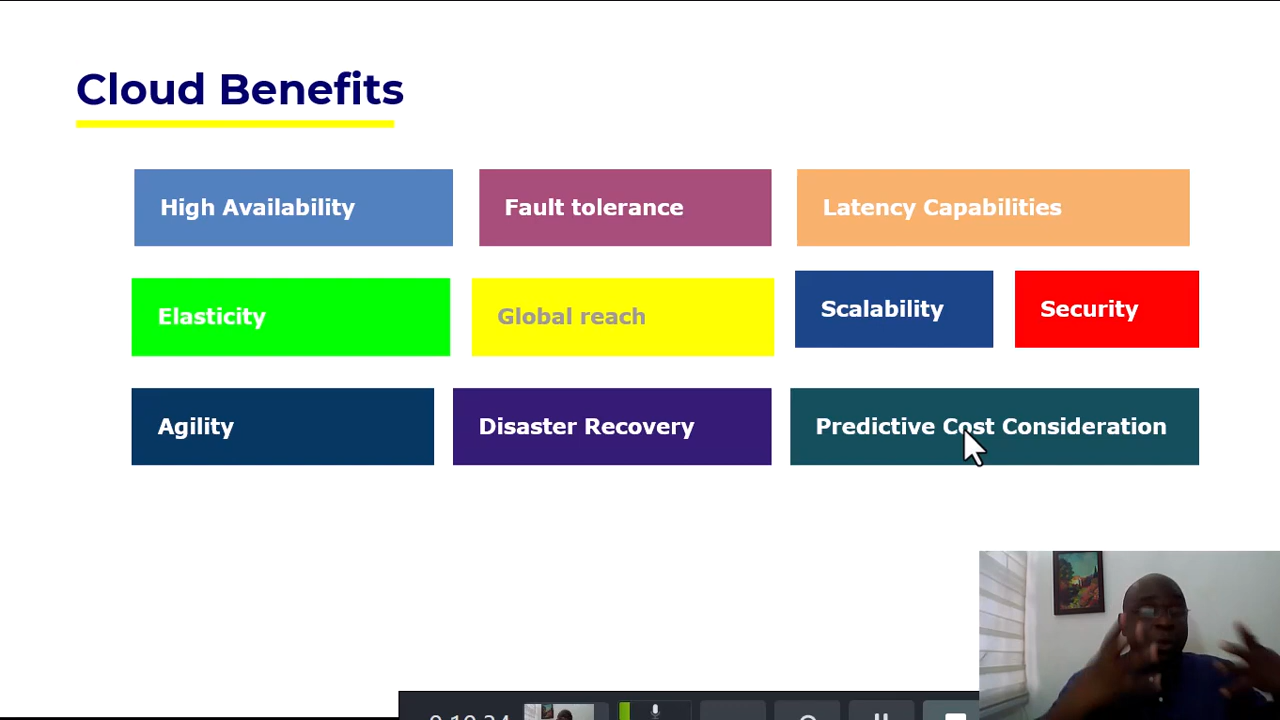 Cloud Benefits
High Availability
Fault tolerance
Latency Capabilities
Elasticity
Global reach
Scalability
Security
Agility
Disaster Recovery
Predictive Cost Consideration